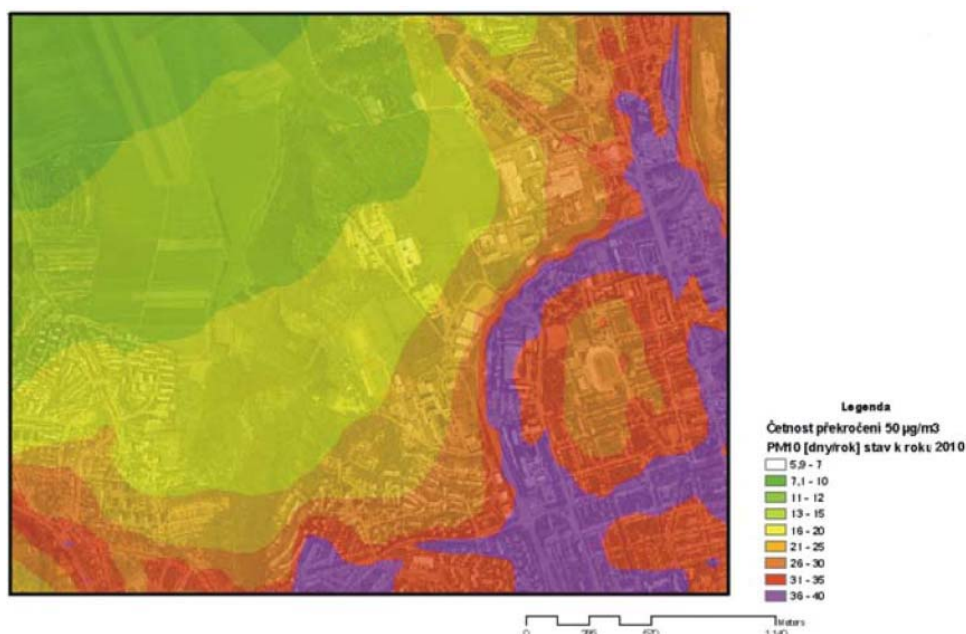 Legenda
Četnost překročení 50 µg/m3
PM10 [dny/rok] stav k roku 2010
5,9 - 7
7,1 - 10
11 - 12
13 - 15
16 - 20
21 - 25
26 - 30
31 - 35
36 - 40
Meters
0